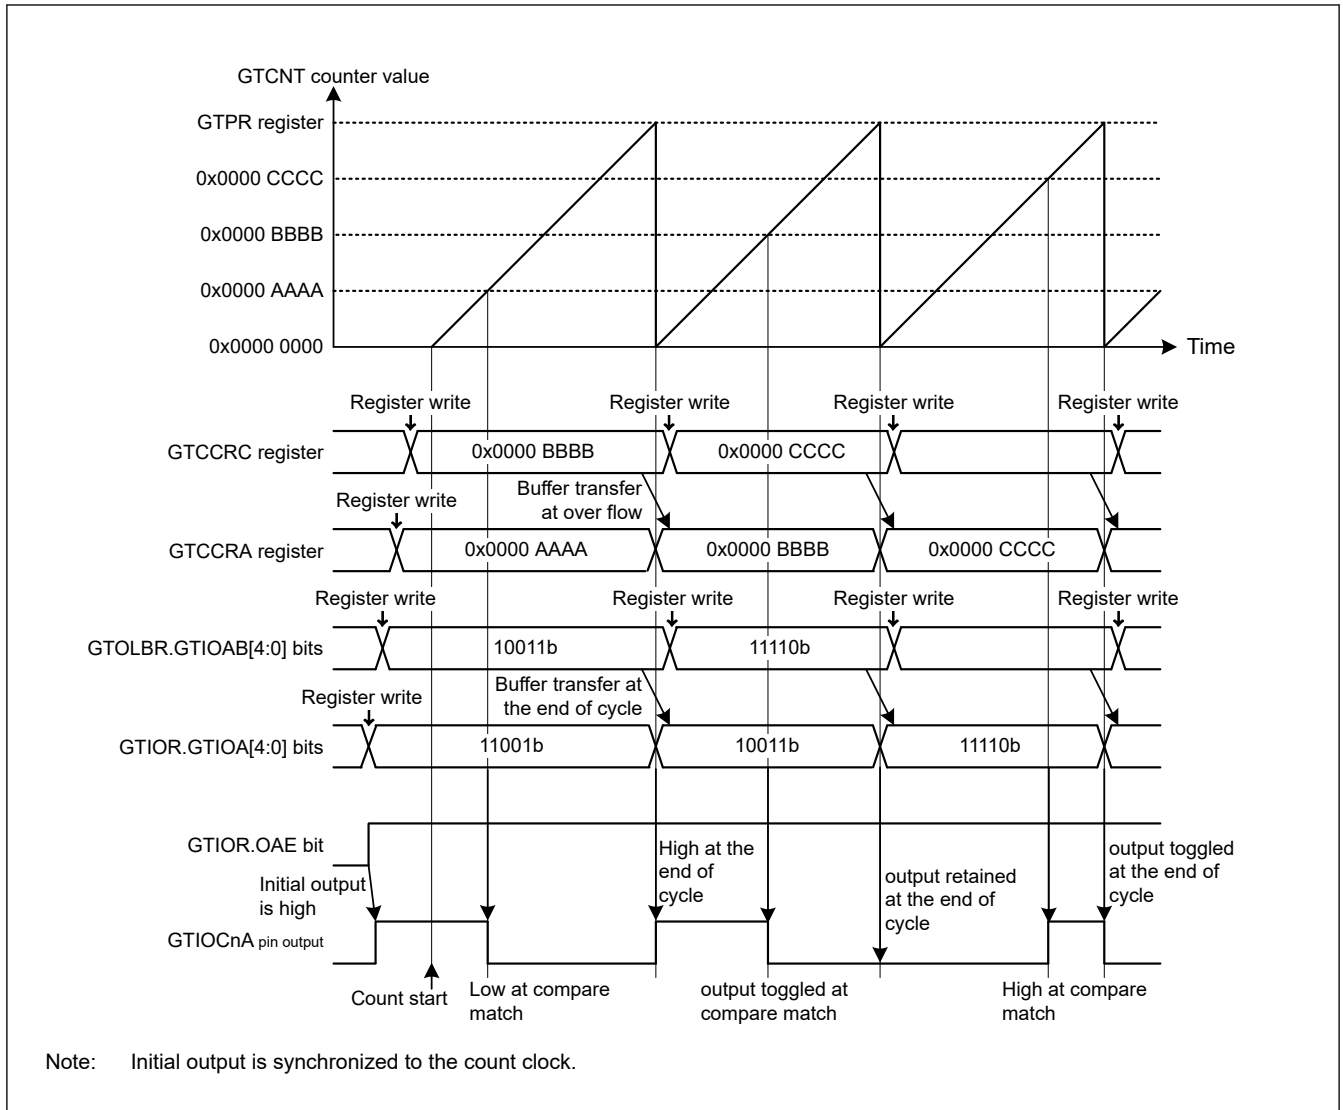 GTCNT counter value
GTPR register
0x0000 CCCC
0x0000 BBBB
0x0000 AAAA
0x0000 0000
Time
Register write
Register write
Register write
Register write
GTCCRC register
0x0000 BBBB
0x0000 CCCC
Buffer transfer
at over flow
Register write
GTCCRA register
0x0000 AAAA
0x0000 BBBB
0x0000 CCCC
Register write
Register write
Register write
Register write
GTOLBR.GTIOAB[4:0] bits
10011b
11110b
Buffer transfer at
the end of cycle
Register write
GTIOR.GTIOA[4:0] bits
11001b
10011b
11110b
GTIOR.OAE bit
High at the
end of
cycle
output toggled
at the end of
cycle
Initial output
is high
output retained
at the end of
cycle
GTIOCnA pin output
Count start
Low at compare
match
output toggled at
compare match
High at compare
match
Note: Initial output is synchronized to the count clock.